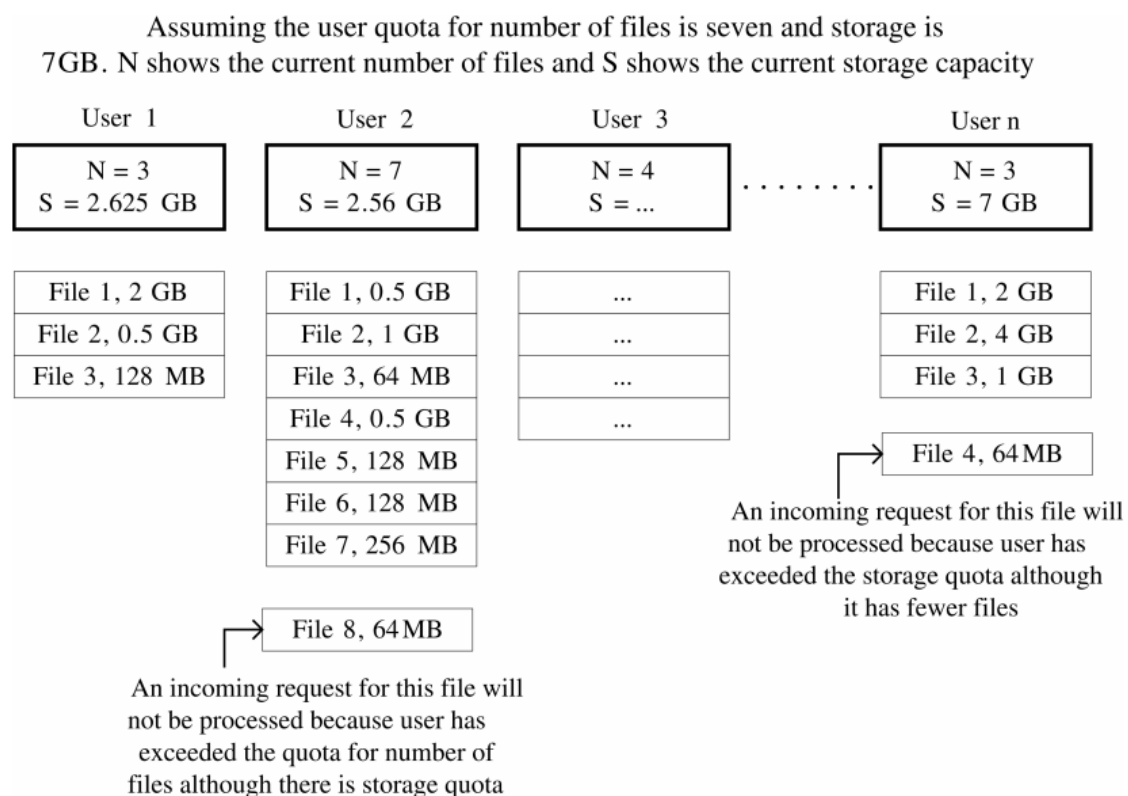 Assuming the user quota for number of files is seven and storage is
7GB. N shows the current number of files and S shows the current storage capacity
User 1
N = 3
S = 2.625 GB
File 1, 2 GB
File 2, 0.5 GB
File 3, 128 MB
User 2
N = 7
S = 2.56 GB
File 1, 0.5 GB
File 2, 1 GB
File 3, 64 MB
File 4, 0.5 GB
File 5, 128 MB
File 6, 128 MB
File 7, 256 MB
File 8, 64MB
An incoming request for this file will
not be processed because user has
exceeded the quota for number of
files although there is storage quota
User 3
N = 4
S = ...
...
...
...
...
. . . . . . . .
User n
N = 3
S = 7 GB
File 1, 2 GB
File 2, 4 GB
File 3, 1 GB
File 4, 64MB
An incoming request for this file will
not be processed because user has
exceeded the storage quota although
it has fewer files